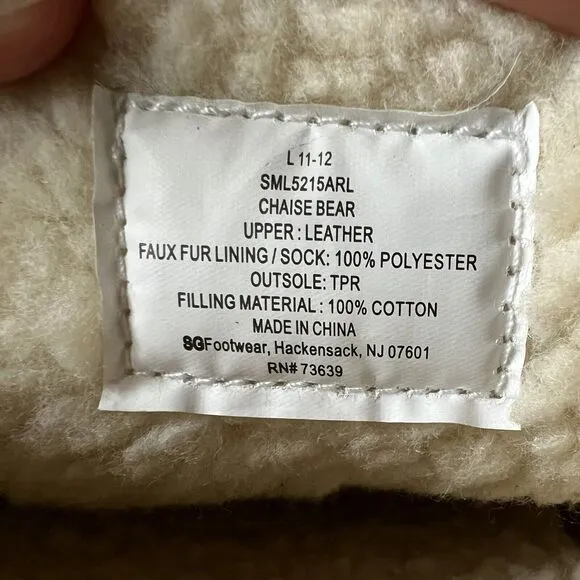 L 11-12
SML5215ARL
CHAISE BEAR
UPPER : LEATHER
FAUX FUR LINING / SOCK: 100% POLYESTER
OUTSOLE: TPR
FILLING MATERIAL : 100% COTTON
MADE IN CHINA
SGFootwear, Hackensack, NJ 07601
RN# 73639